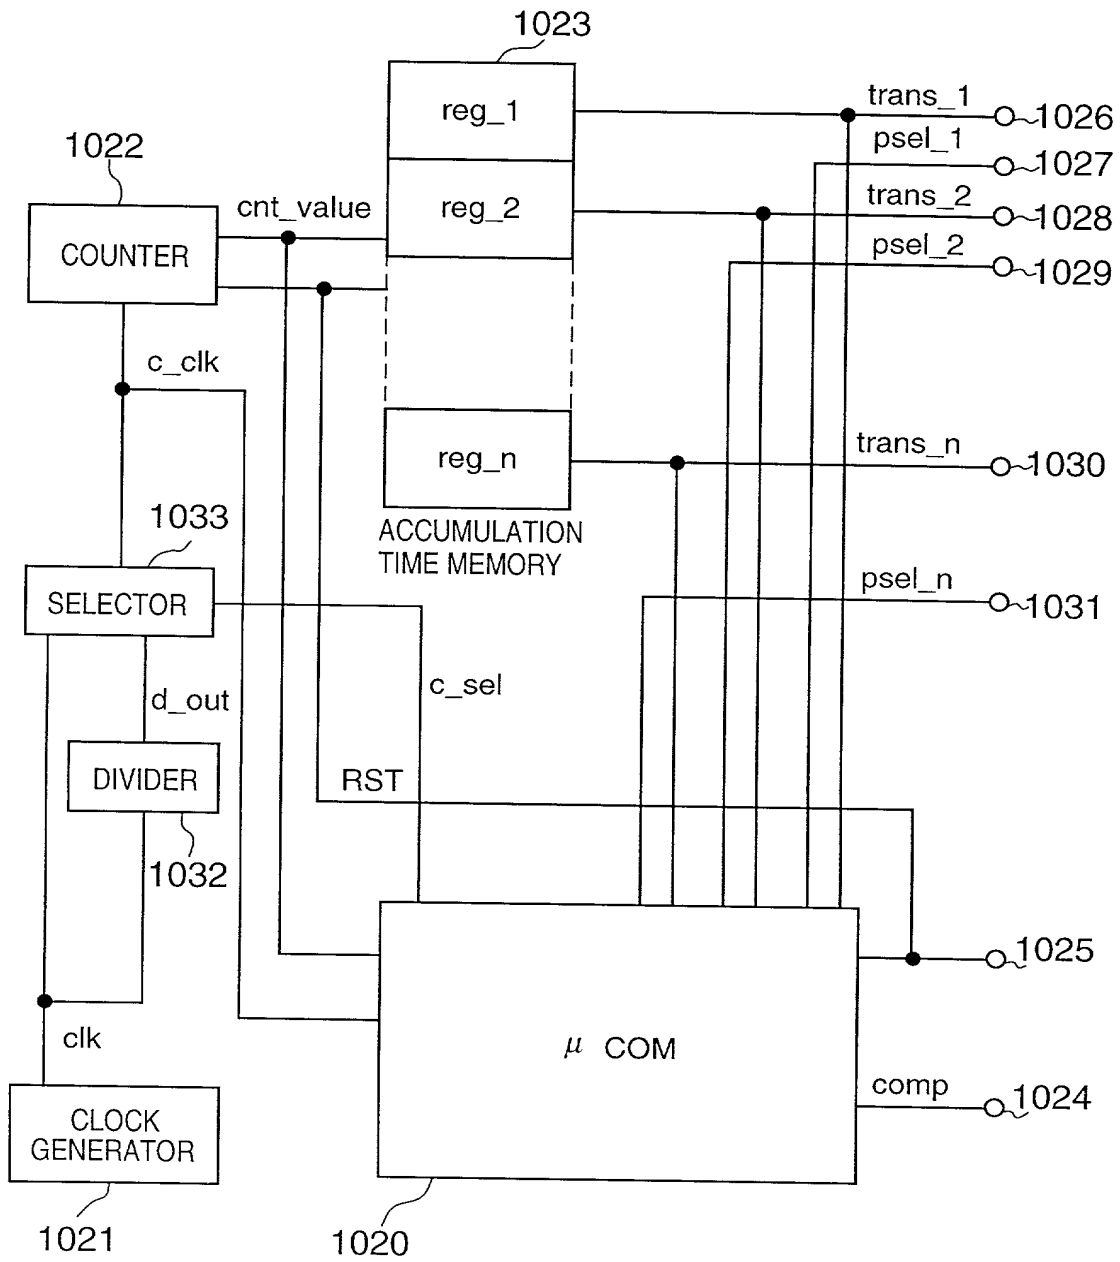 1023
reg_1
trans_1
1026
psel_1
1027
1022
cnt_value
reg_2
trans_2
1028
COUNTER
psel_2
1029
c_clk
reg_n
trans_n
1030
1033
ACCUMULATION
TIME MEMORY
SELECTOR
psel_n
1031
c_sel
d_out
DIVIDER
RST
1032
1025
clk
μ COM
comp
1024
CLOCK
GENERATOR
1021
1020